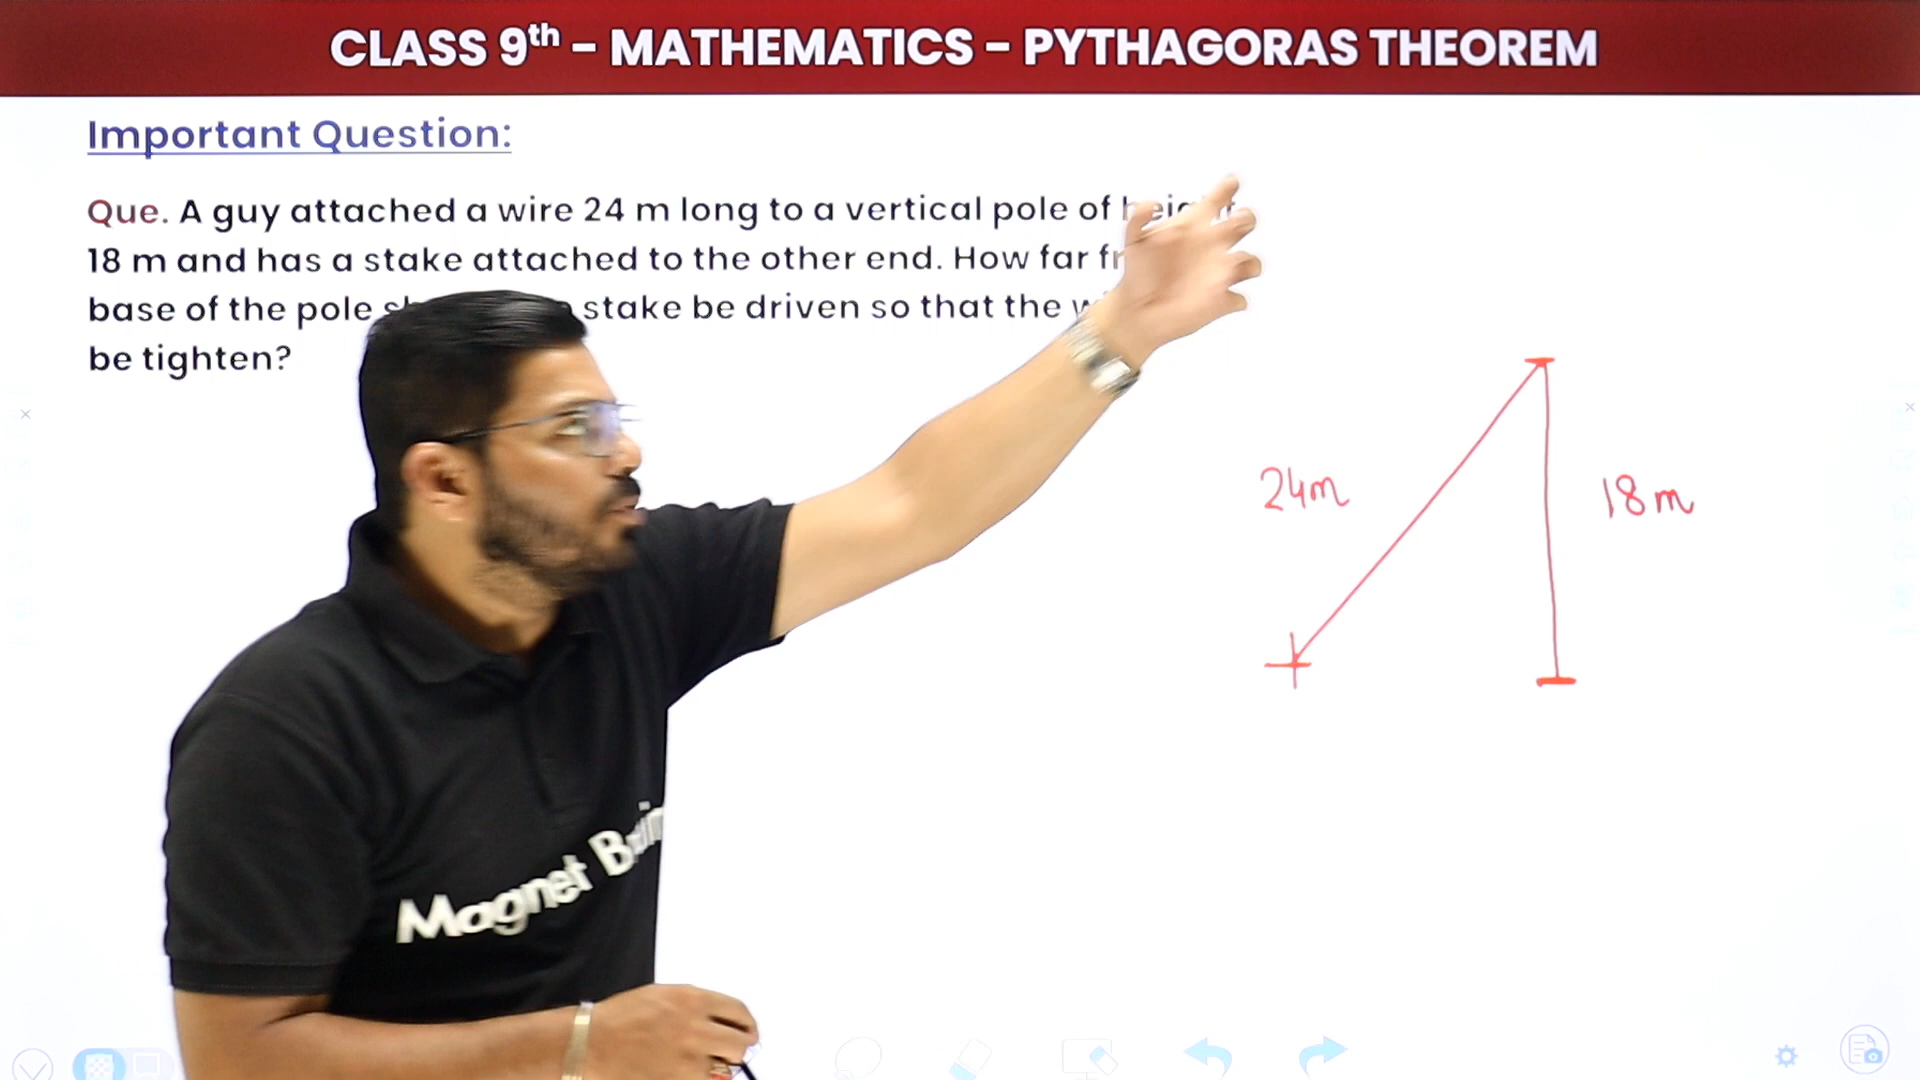 CLASS 9th – MATHEMATICS – PYTHAGORAS THEOREM
Important Question:
Que. A guy attached a wire 24 m long to a vertical pole of
18 m and has a stake attached to the other end. How far
base of the pole stake be driven so that the
be tighten?
24m
18m
Magnet